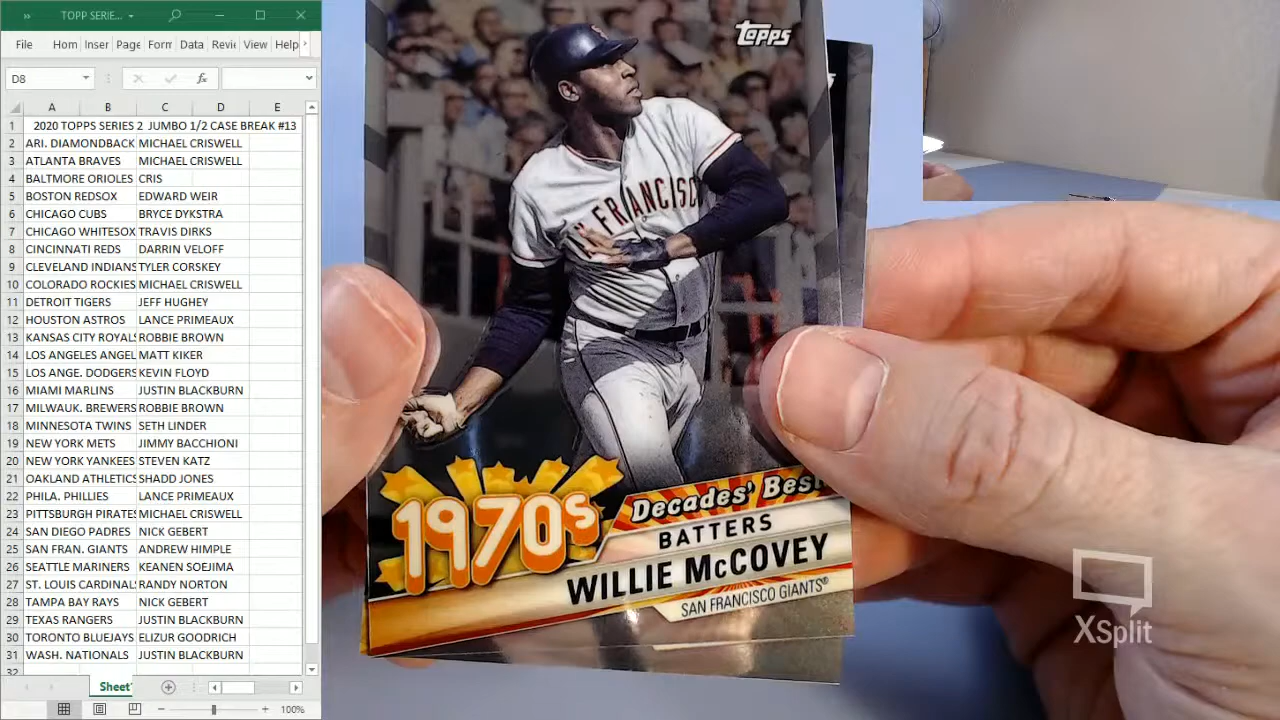 TOPP SERIE...
File Hom Inser Page Form Data Revie View Help
D8
A B C D E
1 2020 TOPPS SERIES 2 JUMBO 1/2 CASE BREAK #13
2 ARI. DIAMONDBACK MICHAEL CRISWELL
3 ATLANTA BRAVES MICHAEL CRISWELL
4 BALTMORE ORIOLES CRIS
5 BOSTON REDSOX EDWARD WEIR
6 CHICAGO CUBS BRYCE DYKSTRA
7 CHICAGO WHITESOX TRAVIS DIRKS
8 CINCINNATI REDS DARRIN VELOFF
9 CLEVELAND INDIANS TYLER CORSKEY
10 COLORADO ROCKIES MICHAEL CRISWELL
11 DETROIT TIGERS JEFF HUGHEY
12 HOUSTON ASTROS LANCE PRIMEAUX
13 KANSAS CITY ROYALS ROBBIE BROWN
14 LOS ANGELES ANGEL MATT KIKER
15 LOS ANGE. DODGERS KEVIN FLOYD
16 MIAMI MARLINS JUSTIN BLACKBURN
17 MILWAUK. BREWERS ROBBIE BROWN
18 MINNESOTA TWINS SETH LINDER
19 NEW YORK METS JIMMY BACCHIONI
20 NEW YORK YANKEES STEVEN KATZ
21 OAKLAND ATHLETICS SHADD JONES
22 PHILA. PHILLIES LANCE PRIMEAUX
23 PITTSBURGH PIRATES MICHAEL CRISWELL
24 SAN DIEGO PADRES NICK GEBERT
25 SAN FRAN. GIANTS ANDREW HIMPLE
26 SEATTLE MARINERS KEANEN SOEJIMA
27 ST. LOUIS CARDINALS RANDY NORTON
28 TAMPA BAY RAYS NICK GEBERT
29 TEXAS RANGERS JUSTIN BLACKBURN
30 TORONTO BLUEJAYS ELIZUR GOODRICH
31 WASH. NATIONALS JUSTIN BLACKBURN
32
Sheet1
100%
Topps
FRANCISC
1970s
Decades' Best
BATTERS
WILLIE McCOVEY
SAN FRANCISCO GIANTS®
XSplit